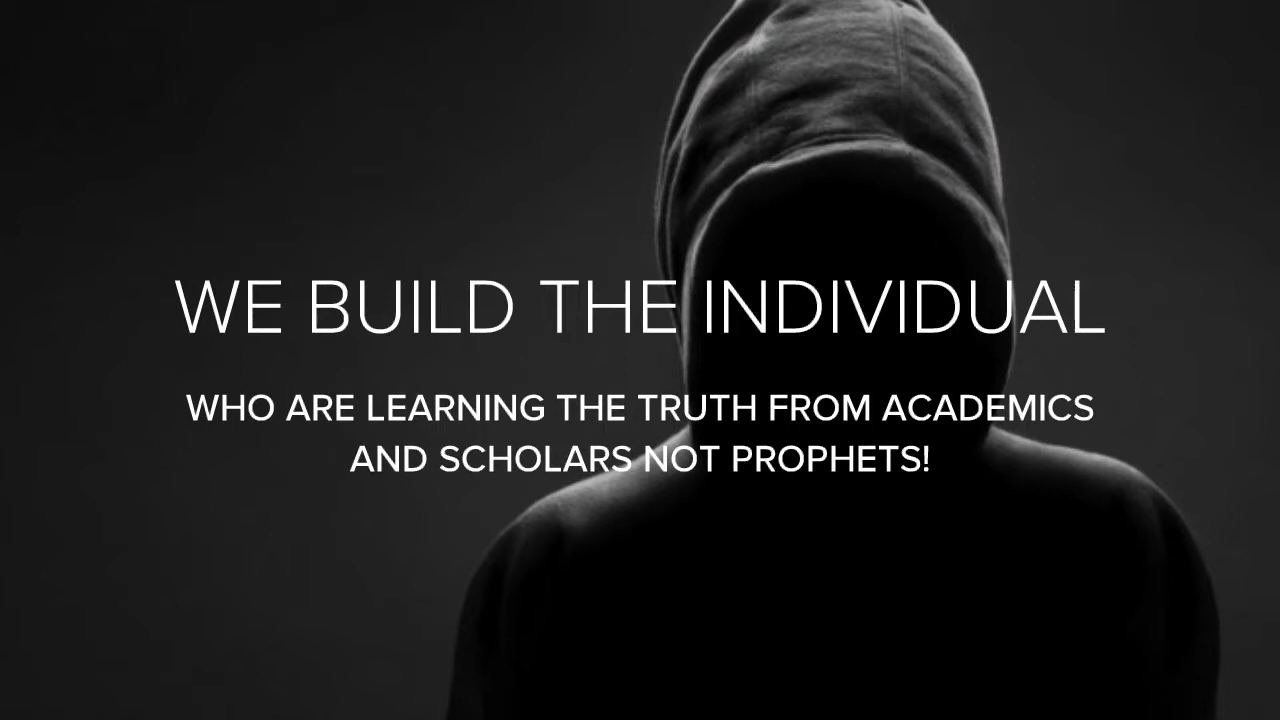 WE BUILD THE INDIVIDUAL
WHO ARE LEARNING THE TRUTH FROM ACADEMICS
AND SCHOLARS NOT PROPHETS!